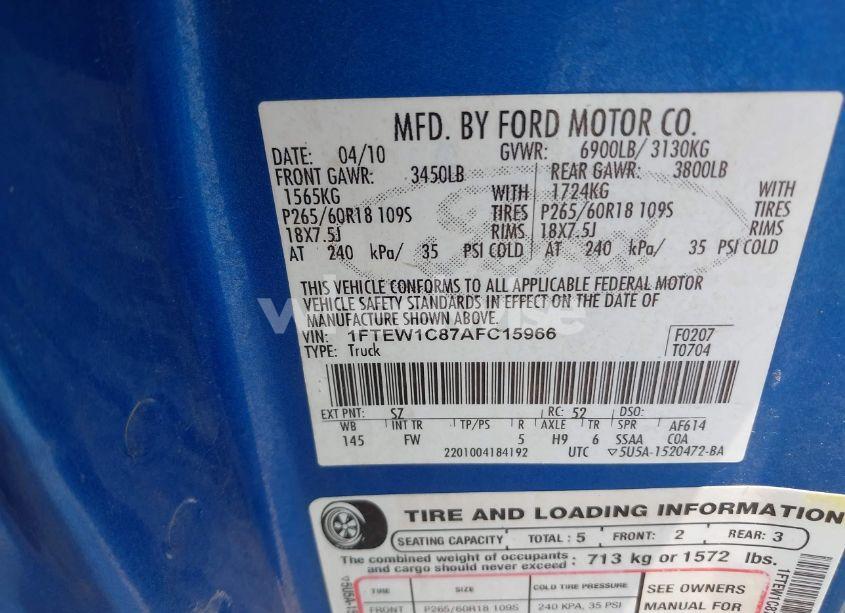 MFD. BY FORD MOTOR CO.
DATE: 04/10 GVWR: 6900LB/ 3130KG
FRONT GAWR: 3450LB REAR GAWR: 3800LB
1565KG WITH 1724KG WITH
P265/60R18 109S TIRES P265/60R18 109S TIRES
18X7.5J RIMS 18X7.5J RIMS
AT 240 kPa/ 35 PSI COLD AT 240 kPa/ 35 PSI COLD
THIS VEHICLE CONFORMS TO ALL APPLICABLE FEDERAL MOTOR
VEHICLE SAFETY STANDARDS IN EFFECT ON THE DATE OF
MANUFACTURE SHOWN ABOVE.
VIN: 1FTEW1C87AFC15966 F0207
TYPE: Truck T0704
EXT PNT: SZ RC: 52 DSO:
WB INT TR TP/PS R AXLE TR SPR AF614
145 FW 5 H9 6 SSAA COA
2201004184192 UTC ▽5U5A-1520472-BA
TIRE AND LOADING INFORMATION
SEATING CAPACITY TOTAL : 5 FRONT: 2 REAR: 3
The combined weight of occupants and cargo should never exceed : 713 kg or 1572 lbs.
TIRE SIZE COLD TIRE PRESSURE SEE OWNERS
FRONT P265/60R18 109S 240 KPA, 35 PSI MANUAL FOR